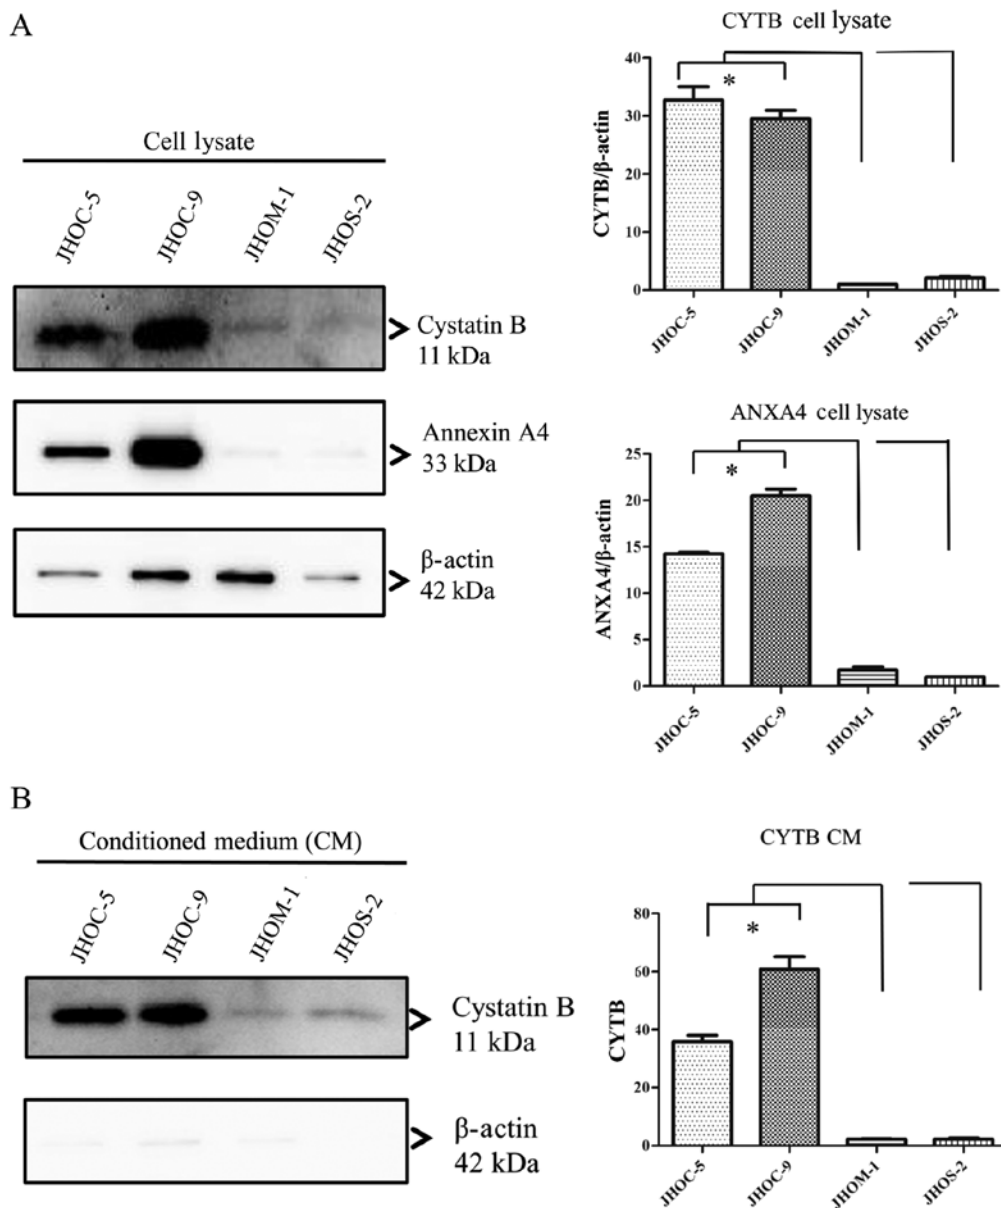 A
Cell lysate
JHOC-5
JHOC-9
JHOM-1
JHOS-2
Cystatin B
11 kDa
Annexin A4
33 kDa
β-actin
42 kDa
CYTB cell lysate
CYTB/β-actin
40
30
20
10
0
*
JHOC-5
JHOC-9
JHOM-1
JHOS-2
ANXA4 cell lysate
ANXA4/β-actin
25
20
15
10
5
0
*
JHOC-5
JHOC-9
JHOM-1
JHOS-2
B
Conditioned medium (CM)
JHOC-5
JHOC-9
JHOM-1
JHOS-2
Cystatin B
11 kDa
β-actin
42 kDa
CYTB CM
CYTB
80
60
40
20
0
*
JHOC-5
JHOC-9
JHOM-1
JHOS-2